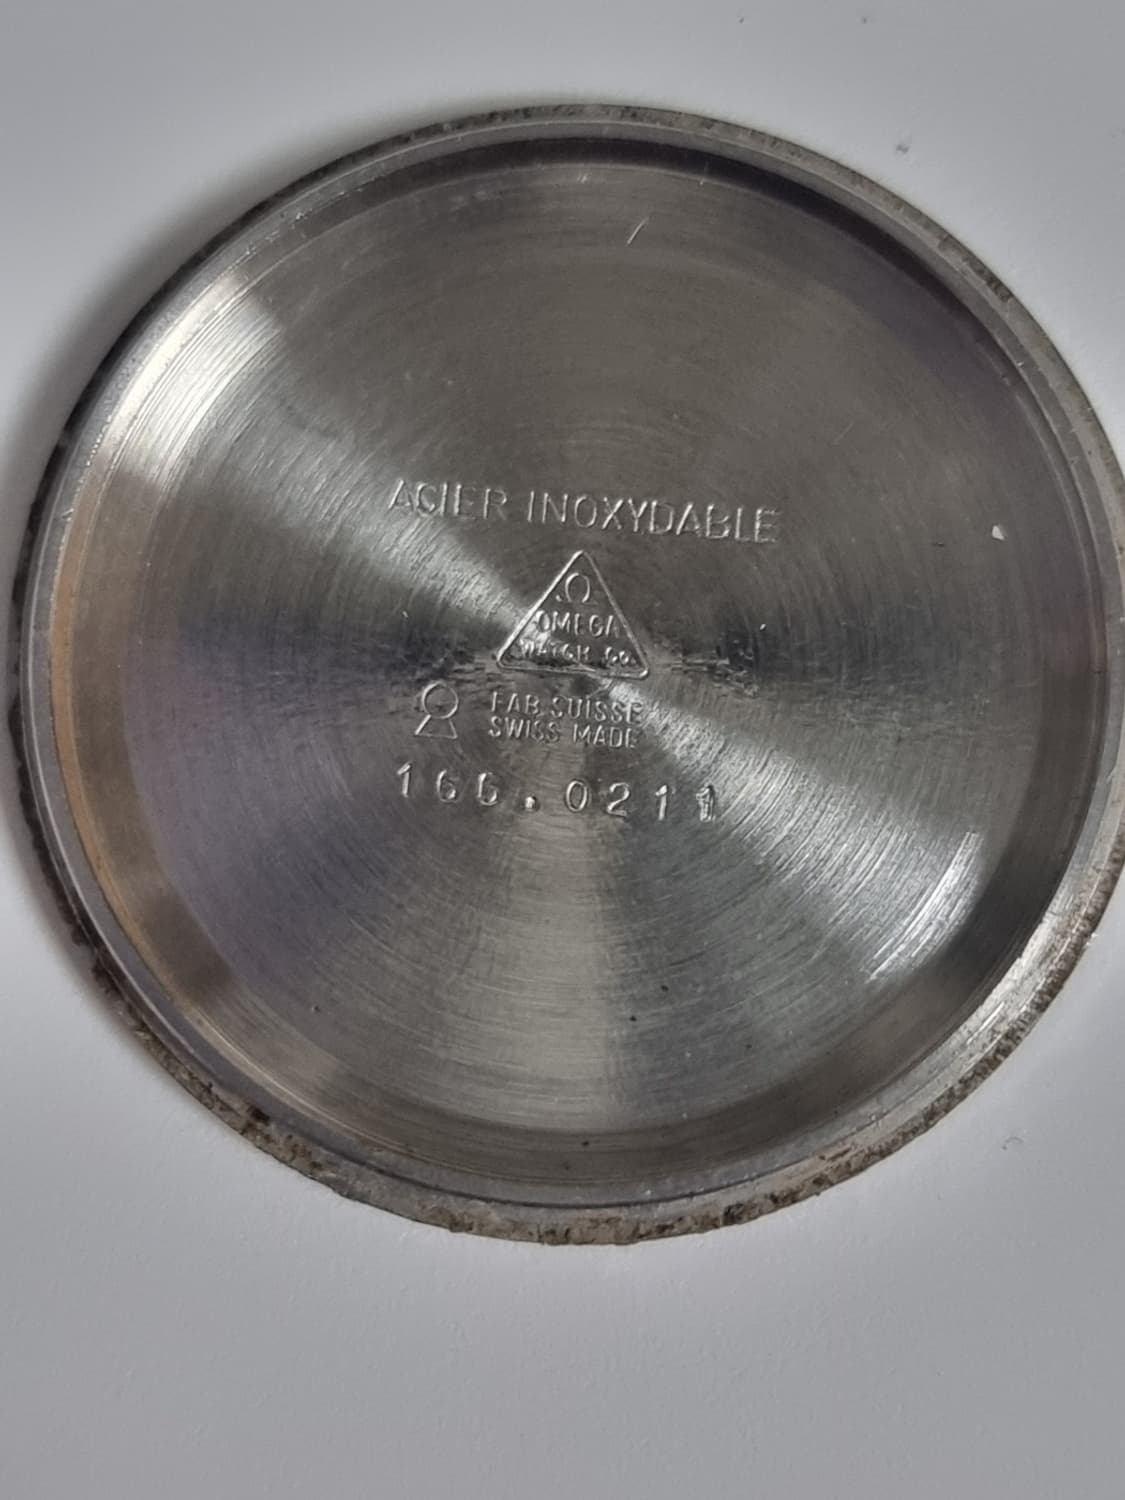 ACIER INOXYDABLE
Ω
OMEGA
WATCH Co.
FAB. SUISSE
SWISS MADE
166.0211